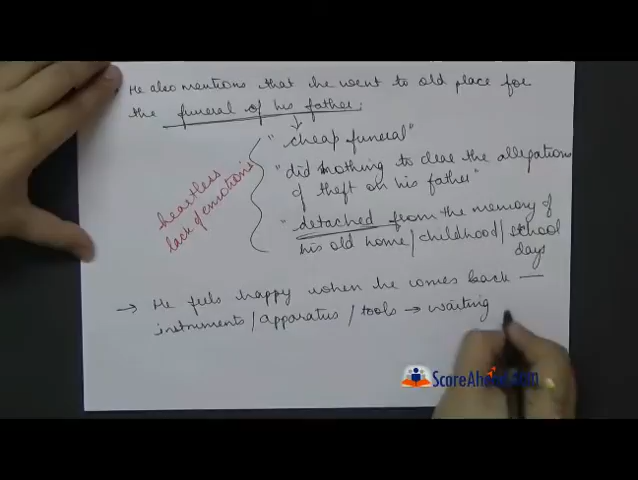 • He also mentions that he went to old place for
the funeral of his father.
"cheap funeral"
"did nothing to clear the allegations
of theft on his father"
"detached from the memory of
his old home/childhood/school
days
heartless
lack of emotions
→ He feels happy when he comes back —
instruments/apparatus/tools → waiting
ScoreAhead.com